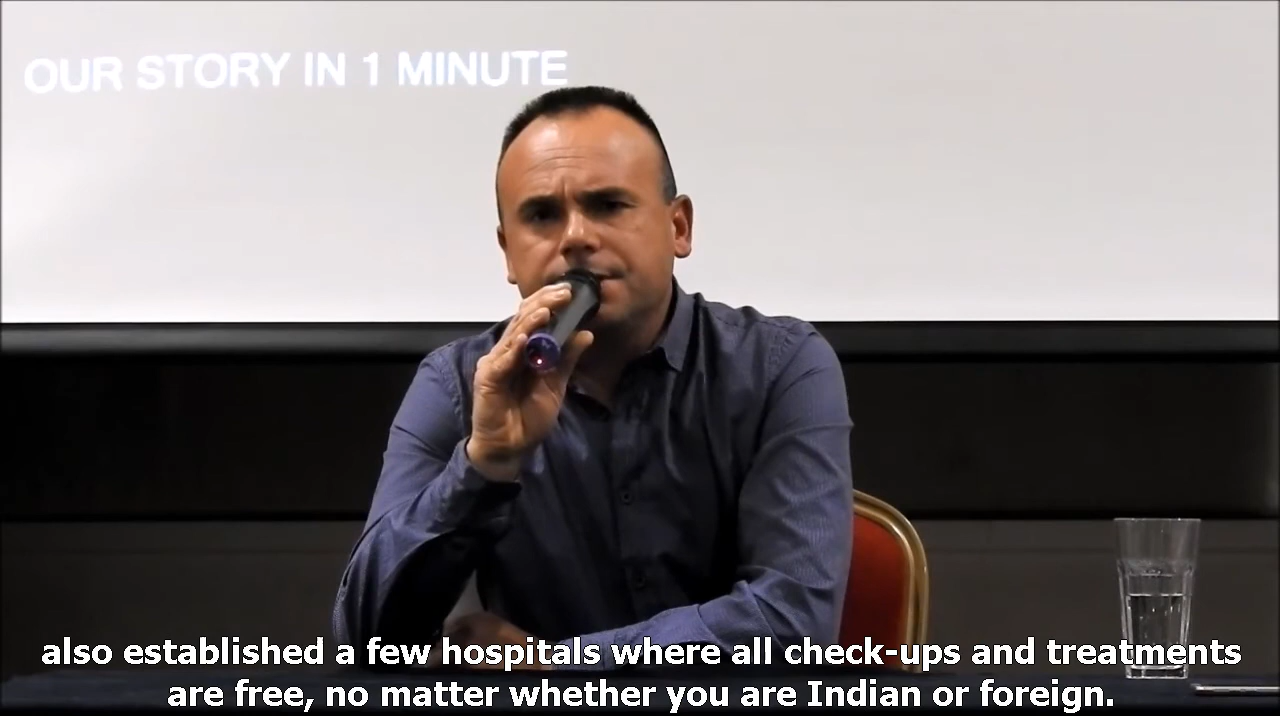 OUR STORY IN 1 MINUTE
also established a few hospitals where all check-ups and treatments
are free, no matter whether you are Indian or foreign.